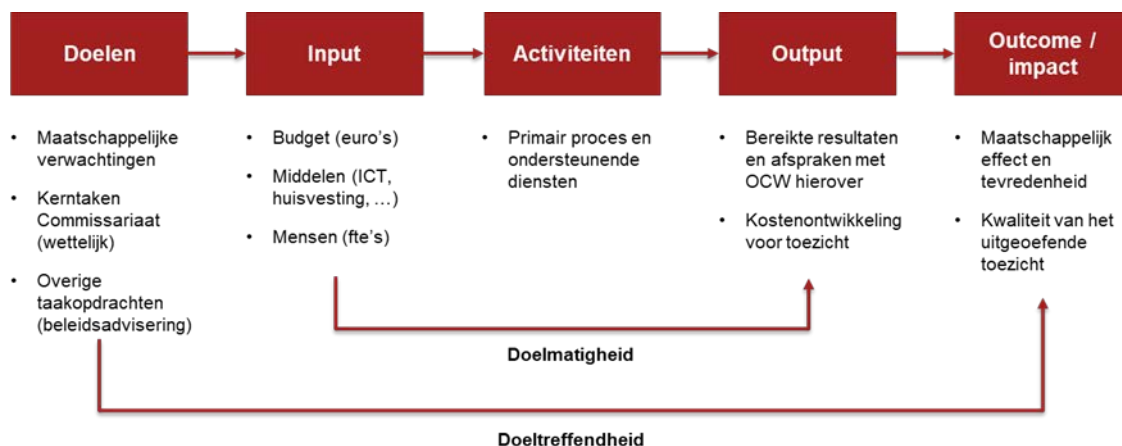 Doelen
Input
Activiteiten
Output
Outcome /
impact
• Maatschappelijke
verwachtingen
• Kerntaken
Commissariaat
(wettelijk)
• Overige
taakopdrachten
(beleidsadvisering)
• Budget (euro’s)
• Middelen (ICT,
huisvesting, …)
• Mensen (fte’s)
• Primair proces en
ondersteunende
diensten
• Bereikte resultaten
en afspraken met
OCW hierover
• Kostenontwikkeling
voor toezicht
• Maatschappelijk
effect en
tevredenheid
• Kwaliteit van het
uitgeoefende
toezicht
Doelmatigheid
Doeltreffendheid